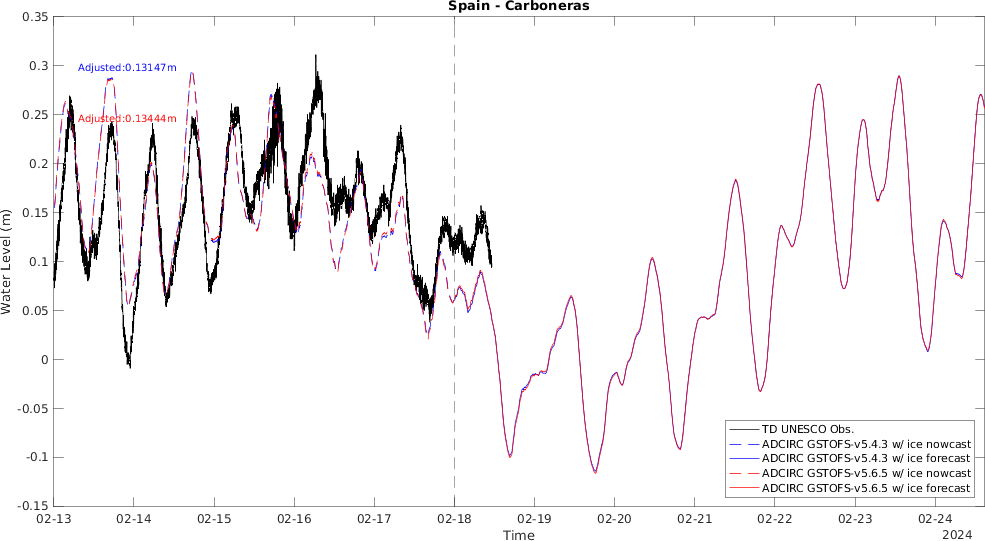 Spain - Carboneras
0.35
0.3
0.25
0.2
0.15
0.1
0.05
0
-0.05
-0.1
-0.15
Water Level (m)
Adjusted:0.13147m
Adjusted:0.13444m
TD UNESCO Obs.
ADCIRC GSTOFS-v5.4.3 w/ ice nowcast
ADCIRC GSTOFS-v5.4.3 w/ ice forecast
ADCIRC GSTOFS-v5.6.5 w/ ice nowcast
ADCIRC GSTOFS-v5.6.5 w/ ice forecast
02-13 02-14 02-15 02-16 02-17 02-18 02-19 02-20 02-21 02-22 02-23 02-24
Time
2024